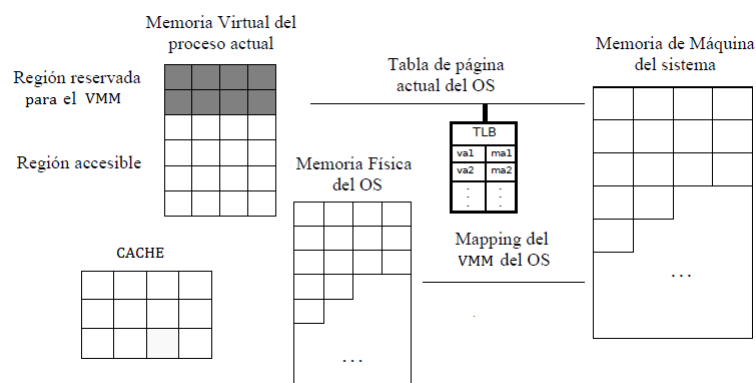 Memoria Virtual del
proceso actual
Región reservada
para el VMM
Región accesible
CACHE
Memoria Física
del OS
. . .
Tabla de página
actual del OS
TLB
va1 ma1
va2 ma2
Mapping del
VMM del OS
Memoria de Máquina
del sistema
. . .